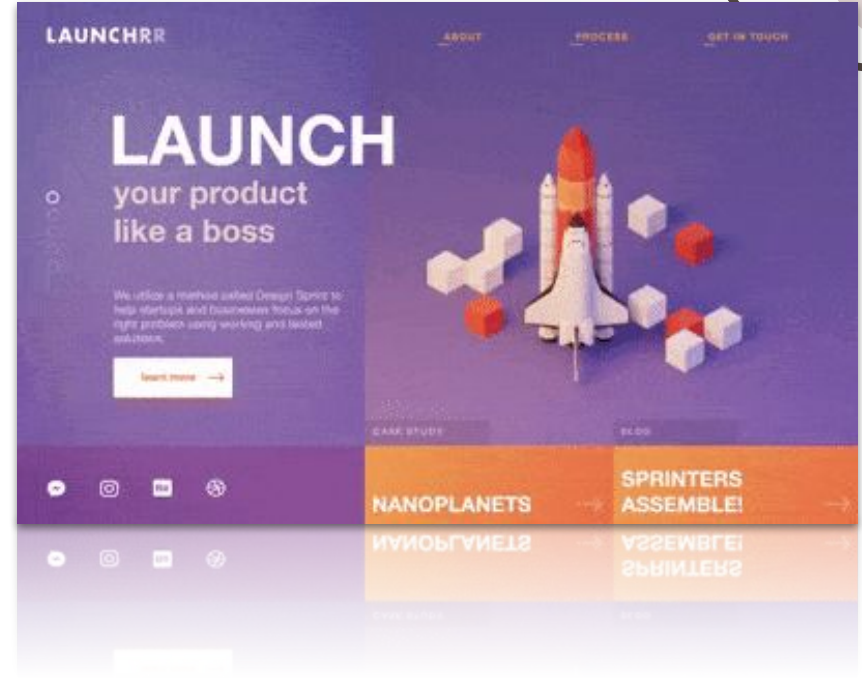 LAUNCHRR
ABOUT
PROCESS
GET IN TOUCH
LAUNCH
your product
like a boss
We utilize a method called Design Sprint to
help startups and businesses focus on the
right problem using working and tested
solutions.
learn more
CASE STUDY
BLOG
NANOPLANETS
SPRINTERS
ASSEMBLE!